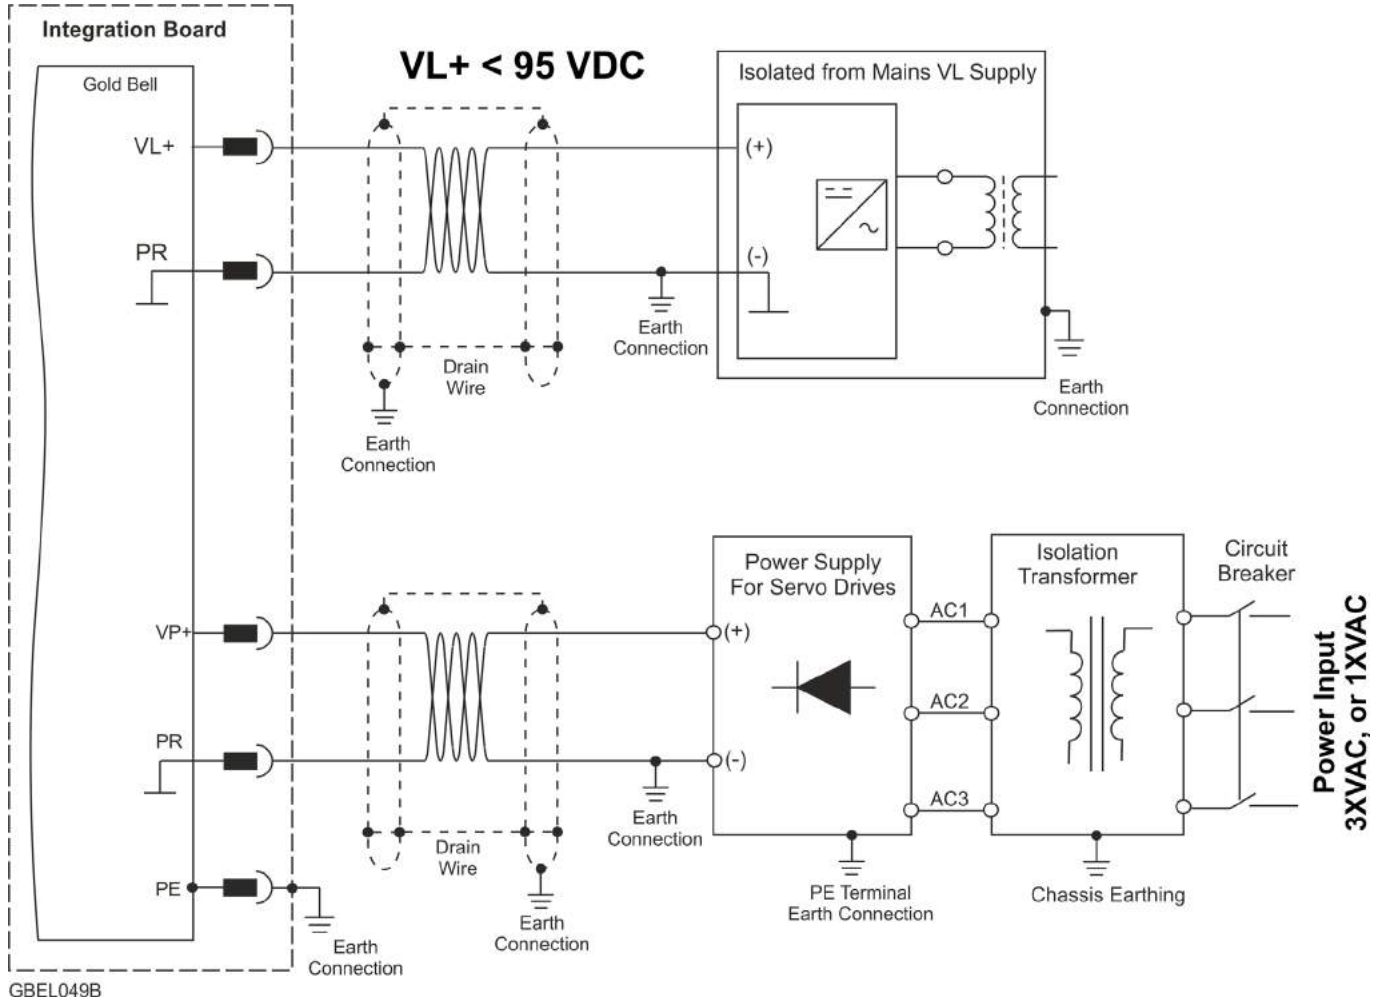 Integration Board
Gold Bell
VL+ < 95 VDC
Isolated from Mains VL Supply
VL+
(+)
PR
(-)
Earth
Connection
Drain
Wire
Earth
Connection
Earth
Connection
Power Supply
For Servo Drives
Isolation
Transformer
Circuit
Breaker
VP+
(+)
AC1
AC2
PR
(-)
AC3
Power Input
3XVAC, or 1XVAC
Earth
Connection
Drain
Wire
PE
PE Terminal
Earth Connection
Chassis Earthing
Earth
Connection
Earth
Connection
GBEL049B